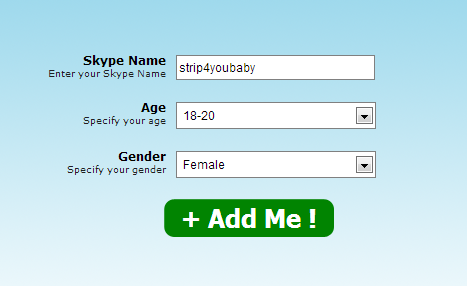 Skype Name
Enter your Skype Name
strip4youbaby
Age
Specify your age
18-20
Gender
Specify your gender
Female
+ Add Me !